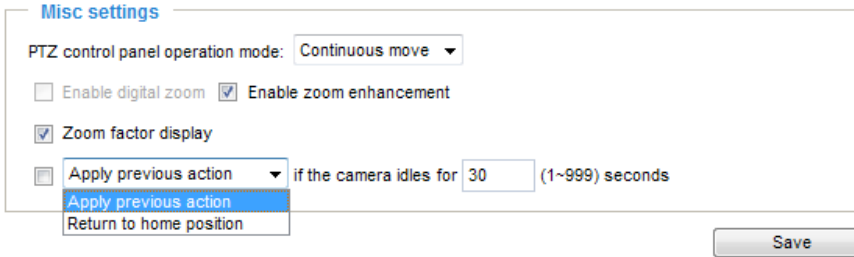 Misc settings
PTZ control panel operation mode: Continuous move
Enable digital zoom Enable zoom enhancement
Zoom factor display
Apply previous action if the camera idles for 30 (1~999) seconds
Apply previous action
Return to home position
Save